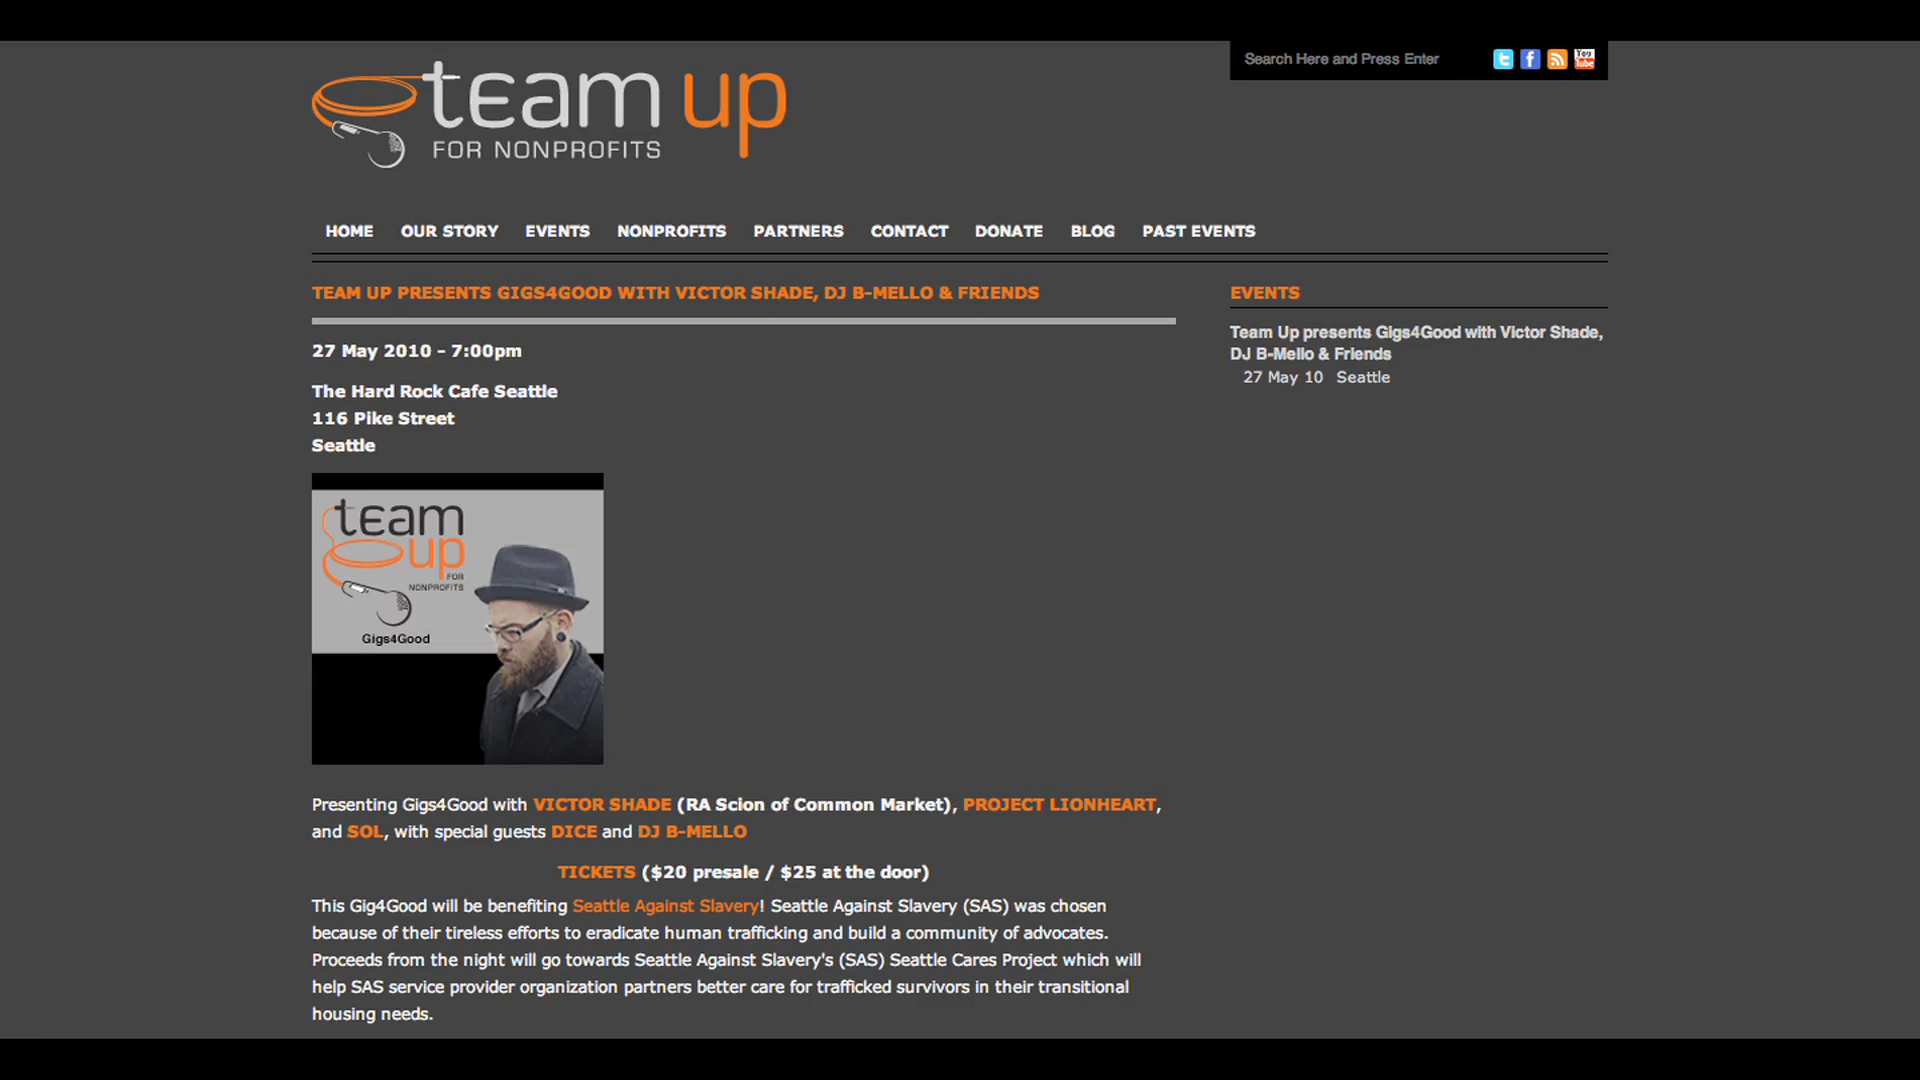 Search Here and Press Enter
You
Tube
team up
FOR NONPROFITS
HOME OUR STORY EVENTS NONPROFITS PARTNERS CONTACT DONATE BLOG PAST EVENTS
TEAM UP PRESENTS GIGS4GOOD WITH VICTOR SHADE, DJ B-MELLO & FRIENDS
27 May 2010 - 7:00pm
The Hard Rock Cafe Seattle
116 Pike Street
Seattle
team
up
FOR
NONPROFITS
Gigs4Good
Presenting Gigs4Good with VICTOR SHADE (RA Scion of Common Market), PROJECT LIONHEART,
and SOL, with special guests DICE and DJ B-MELLO
TICKETS ($20 presale / $25 at the door)
This Gig4Good will be benefiting Seattle Against Slavery! Seattle Against Slavery (SAS) was chosen
because of their tireless efforts to eradicate human trafficking and build a community of advocates.
Proceeds from the night will go towards Seattle Against Slavery's (SAS) Seattle Cares Project which will
help SAS service provider organization partners better care for trafficked survivors in their transitional
housing needs.
EVENTS
Team Up presents Gigs4Good with Victor Shade,
DJ B-Mello & Friends
27 May 10 Seattle